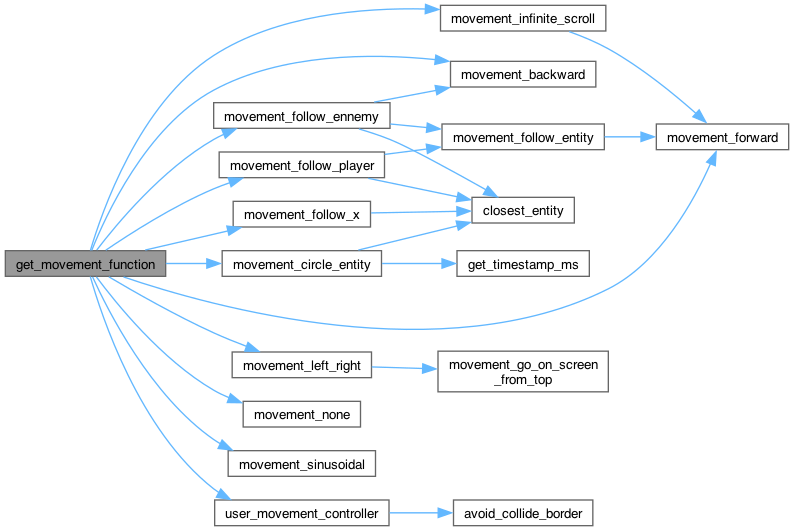 movement_infinite_scroll
movement_backward
movement_follow_ennemy
movement_follow_entity
movement_forward
movement_follow_player
movement_follow_x
closest_entity
get_movement_function
movement_circle_entity
get_timestamp_ms
movement_left_right
movement_go_on_screen
_from_top
movement_none
movement_sinusoidal
user_movement_controller
avoid_collide_border